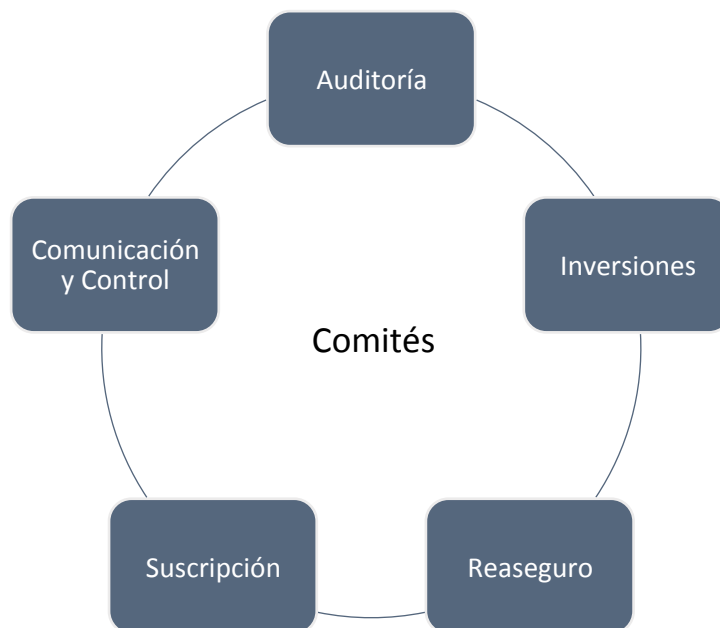 Auditoría
Comunicación
y Control
Inversiones
Comités
Suscripción
Reaseguro